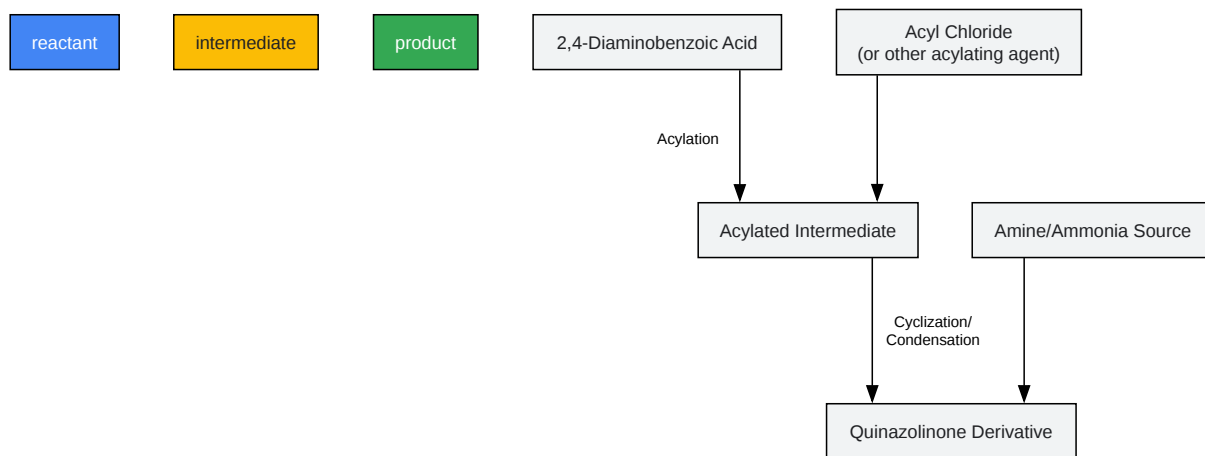 reactant
intermediate
product
2,4-Diaminobenzoic Acid
Acyl Chloride
(or other acylating agent)
Acylation
Acylated Intermediate
Amine/Ammonia Source
Cyclization/
Condensation
Quinazolinone Derivative